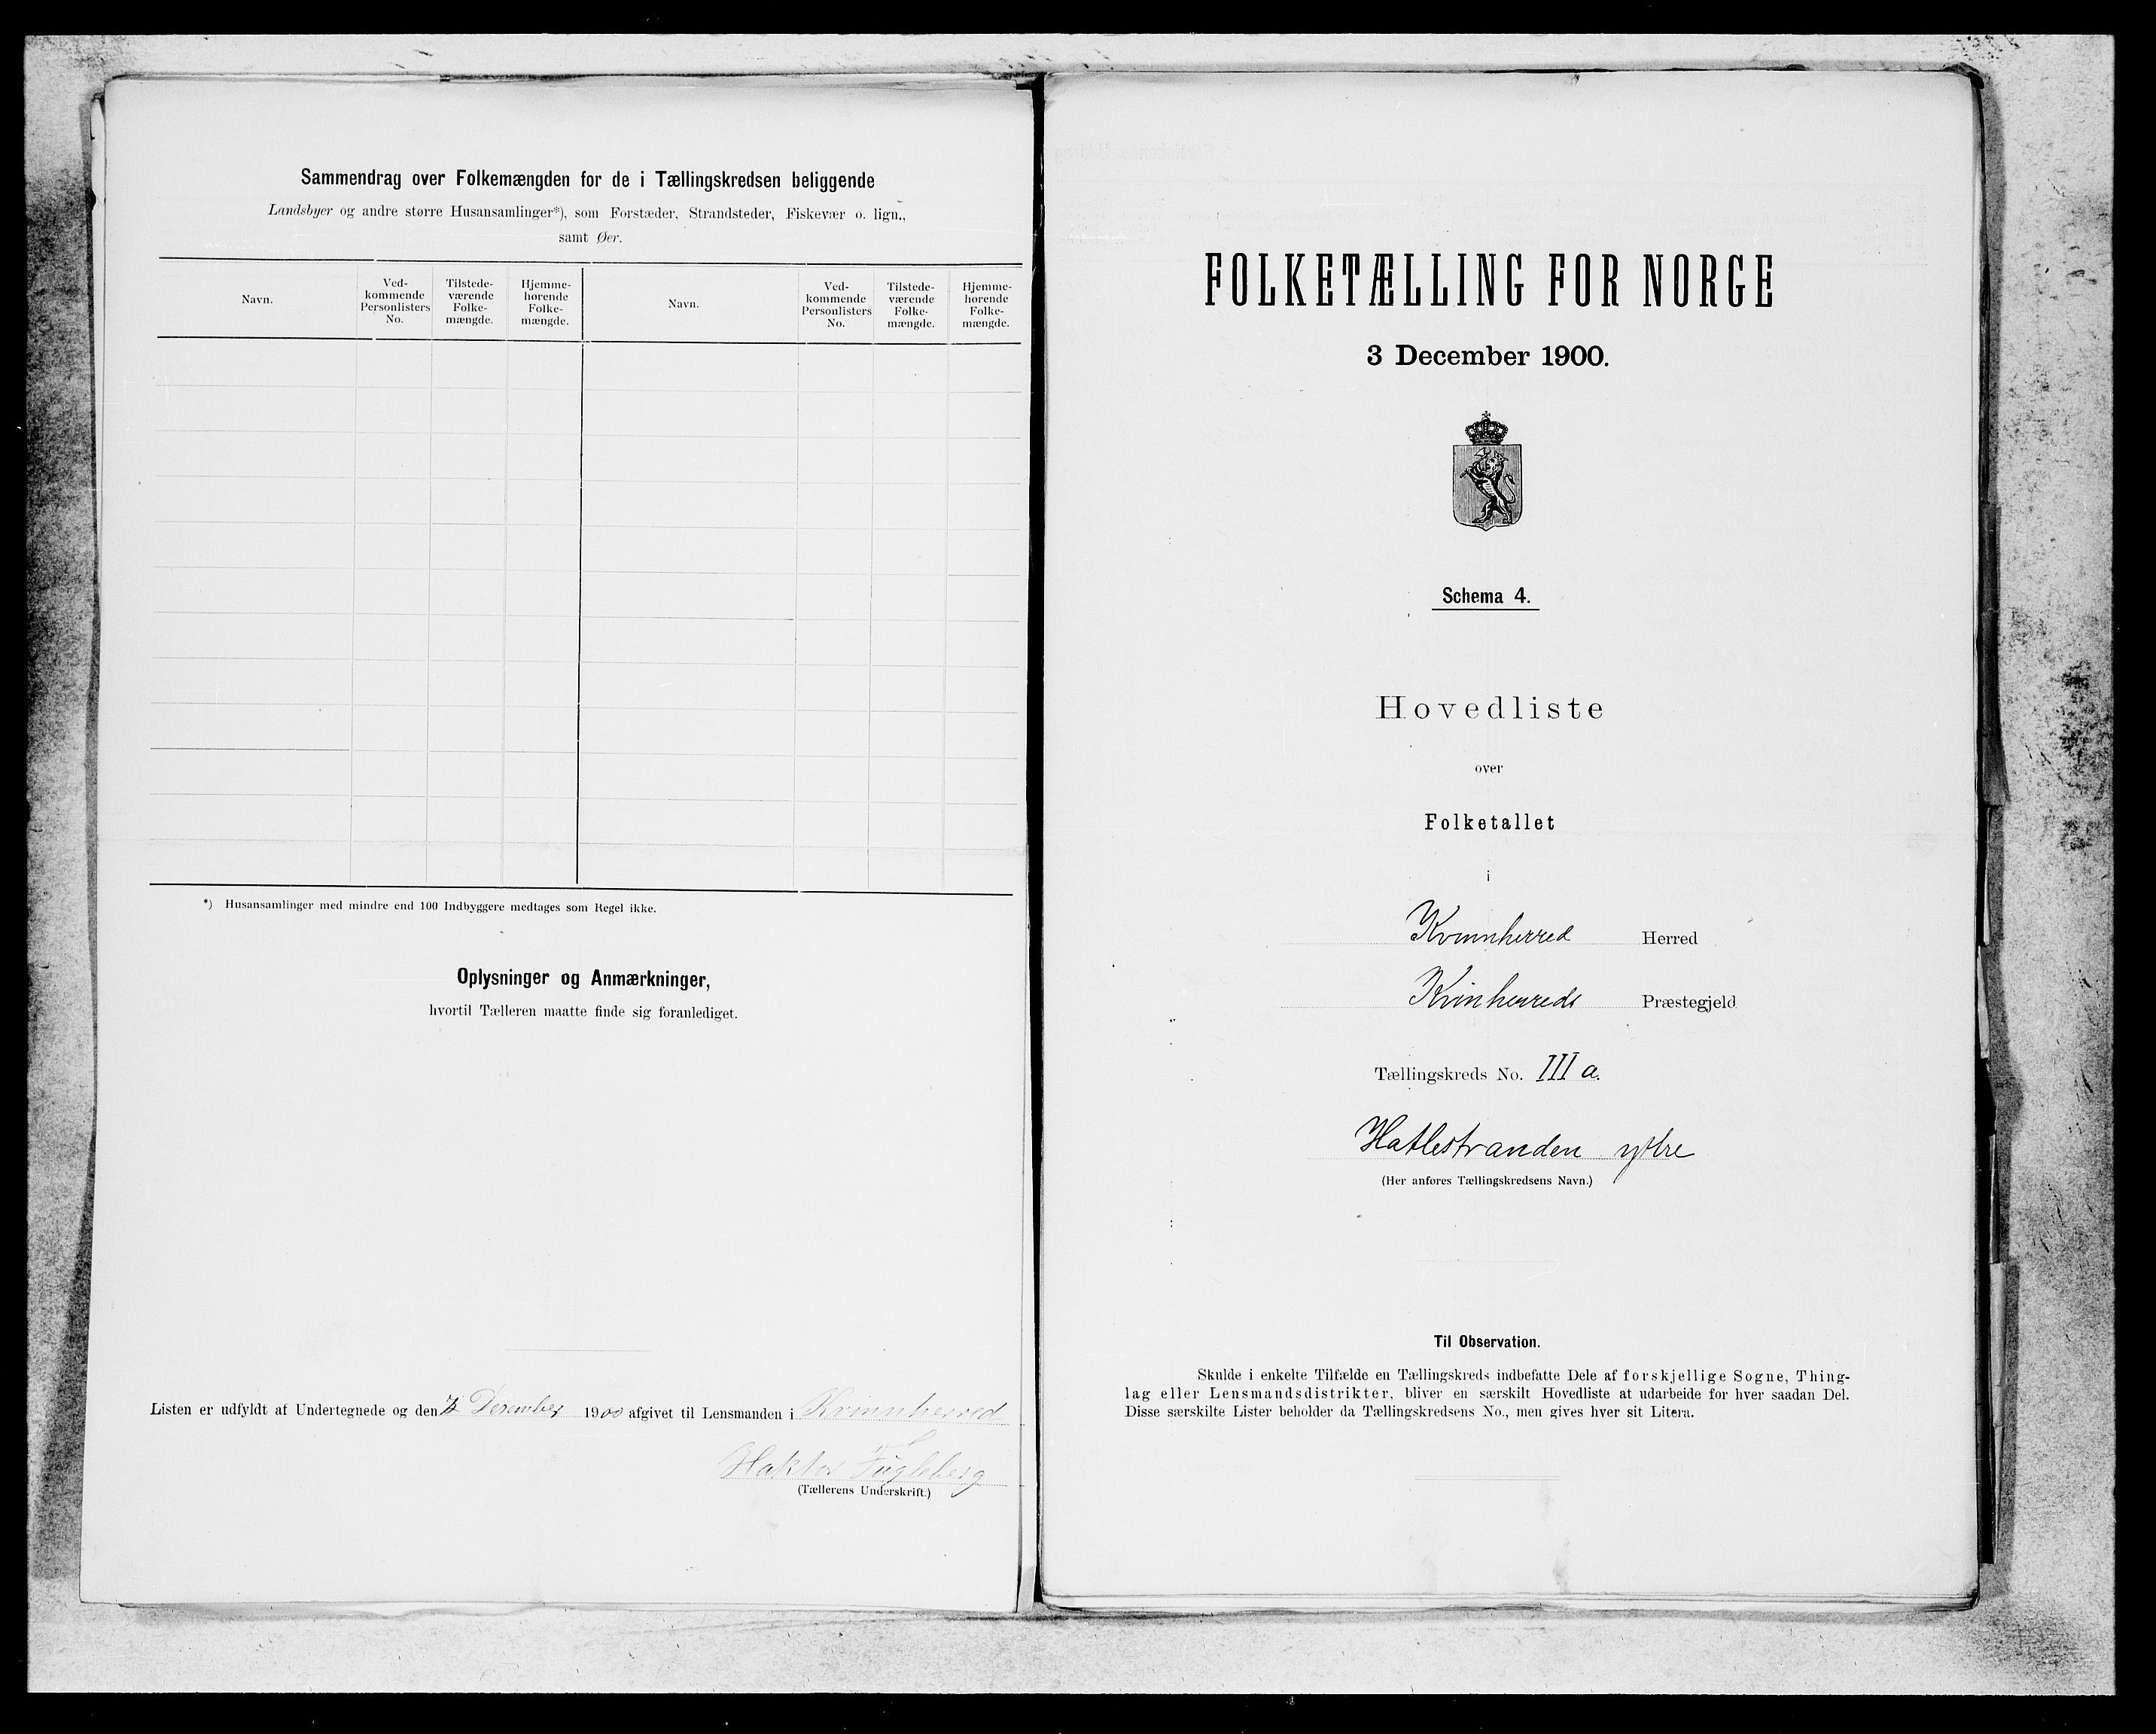 Sammendrag over Folkemængden for de i Tællingskredsen beliggende
Landsbyer og andre større Husansamlinger*), som Forstæder, Strandsteder, Fiskevær o. lign.,
samt Øer.
Navn.
Ved-
kommende
Personlisters
No.
Tilstede-
værende
Folke-
mængde.
Hjemme-
hørende
Folke-
mængde.
Navn.
Ved-
kommende
Personlisters
No.
Tilstede-
værende
Folke-
mængde.
Hjemme-
hørende
Folke-
mængde.
*) Husansamlinger med mindre end 100 Indbyggere medtages som Regel ikke.
Oplysninger og Anmærkninger,
hvortil Tælleren maatte finde sig foranlediget.
Listen er udfyldt af Undertegnede og den December 1900 afgivet til Lensmanden i Kvinnherred
Fugleberg
(Tællerens Underskrift.)
FOLKETÆLLING FOR NORGE
3 December 1900.
Schema 4.
Hovedliste
over
Folketallet
i
Kvinnherred Herred
Kvinherreds Præstegjeld
Tællingskreds No. III a.
Hatlestranden ytre
(Her anføres Tællingskredsens Navn.)
Til Observation.
Skulde i enkelte Tilfælde en Tællingskreds indbefatte Dele af forskjellige Sogne, Thing-
lag eller Lensmandsdistrikter, bliver en særskilt Hovedliste at udarbeide for hver saadan Del.
Disse særskilte Lister beholder da Tællingskredsens No., men gives hver sit Litera.